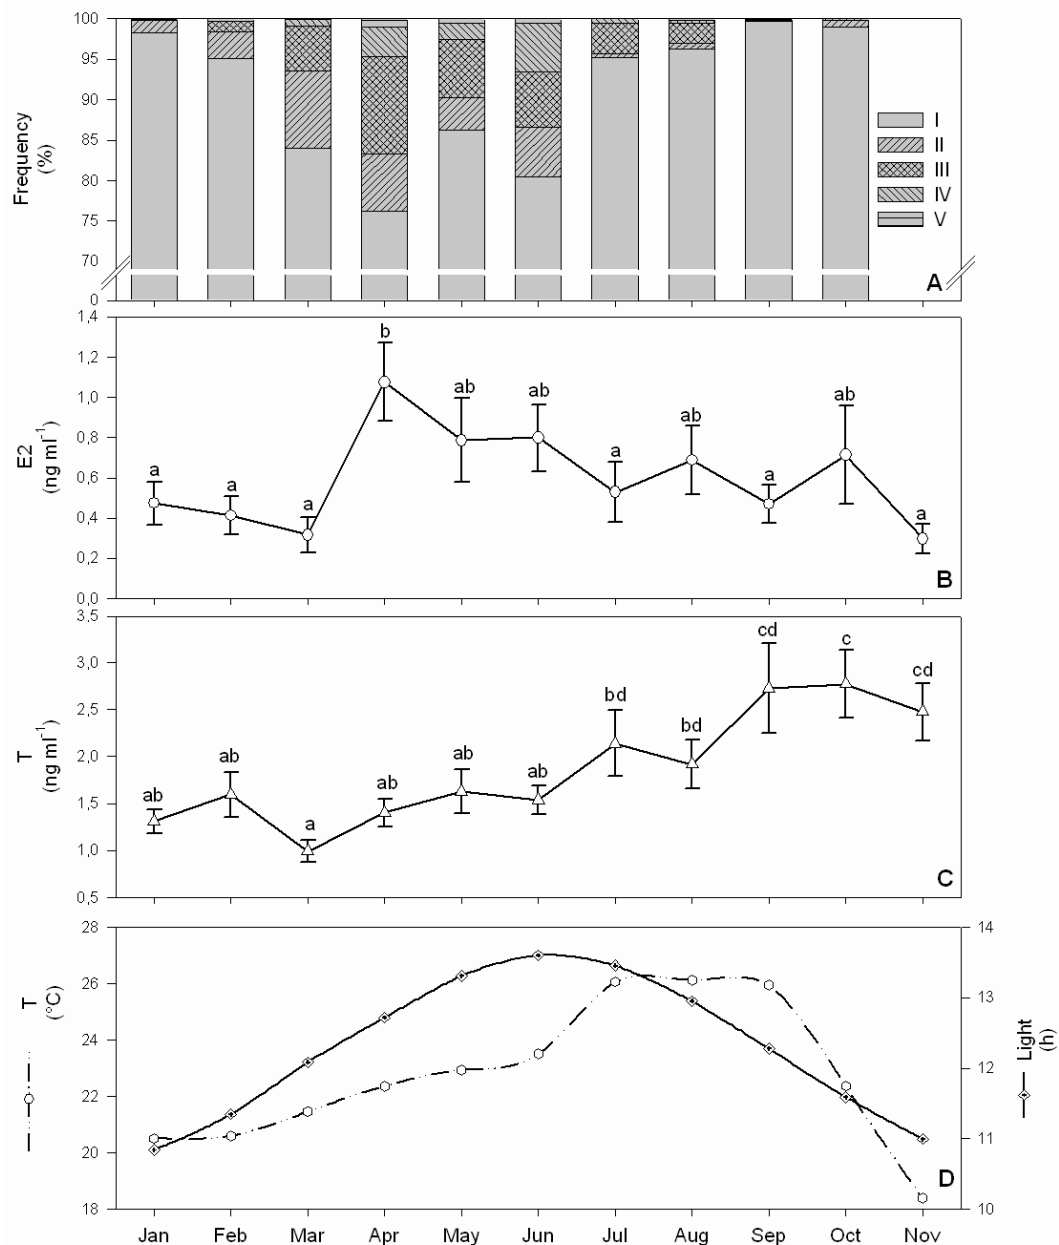 100
95
90
85
80
75
70
0
Frequency
(%)
I
II
III
IV
V
A
1,4
1,2
1,0
0,8
0,6
0,4
0,2
0,0
E2
(ng ml⁻¹)
a a a b ab ab a ab a ab a
B
3,5
3,0
2,5
2,0
1,5
1,0
0,5
T
(ng ml⁻¹)
ab ab a ab ab ab bd bd cd c cd
C
28
26
24
22
20
18
T
(°C)
14
13
12
11
10
Light
(h)
D
Jan Feb Mar Apr May Jun Jul Aug Sep Oct Nov